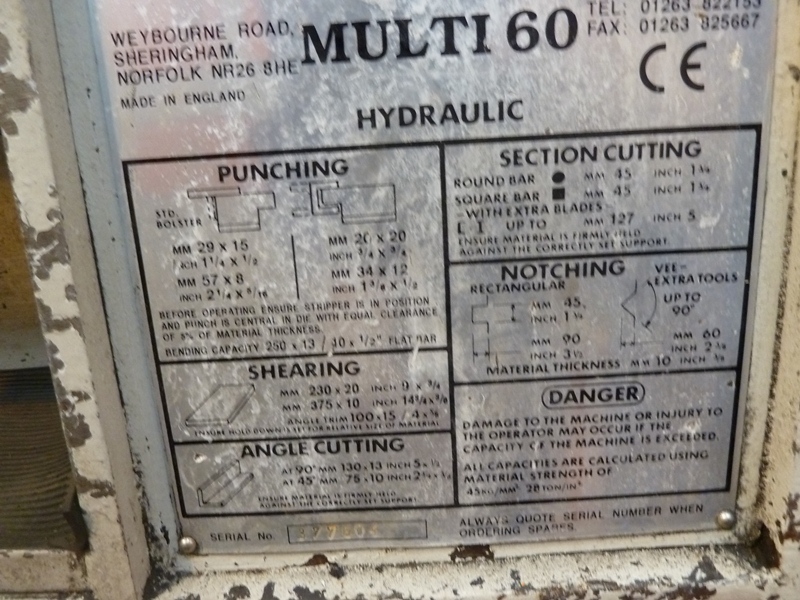 WEYBOURNE ROAD,
SHERINGHAM,
NORFOLK NR26 8HE
MADE IN ENGLAND
MULTI 60
TEL: 01263 822153
FAX: 01263 825667
CE
HYDRAULIC
PUNCHING
STD.
BOLSTER
MM 29 x 15
INCH 1 1/4 x 1/2
MM 57 x 8
INCH 2 1/4 x 5/16
MM 20 x 20
INCH 3/4 x 3/4
MM 34 x 12
INCH 1 3/8 x 1/2
BEFORE OPERATING ENSURE STRIPPER IS IN POSITION
AND PUNCH IS CENTRAL IN DIE WITH EQUAL CLEARANCE
OF 5% OF MATERIAL THICKNESS.
BENDING CAPACITY 250 x 13 / 10 x 1/2" FLAT BAR
SHEARING
MM 230 x 20 INCH 9 x 3/4
MM 375 x 10 INCH 14 3/4 x 3/8
ANGLE TRIM 100 x 15 / 4 x 5/8
ENSURE HOLD DOWN IS SET FOR RELATIVE SIZE OF MATERIAL
ANGLE CUTTING
AT 90° MM 130 x 13 INCH 5 x 1/2
AT 45° MM 75 x 10 INCH
ENSURE MATERIAL IS FIRMLY HELD
AGAINST THE CORRECTLY SET SUPPORT
SECTION CUTTING
ROUND BAR MM 45 INCH 1 3/4
SQUARE BAR MM 45 INCH 1 3/4
-WITH EXTRA BLADES-
UP TO MM 127 INCH 5
ENSURE MATERIAL IS FIRMLY HELD
AGAINST THE CORRECTLY SET SUPPORT.
NOTCHING
RECTANGULAR
MM 45
INCH 1 3/4
MM 90
INCH 3 1/2
VEE-
EXTRA TOOLS
UP TO
90°
MM 60
INCH 2 3/8
MATERIAL THICKNESS MM 10 INCH 3/8
DANGER
DAMAGE TO THE MACHINE OR INJURY TO
THE OPERATOR MAY OCCUR IF THE
CAPACITY OF THE MACHINE IS EXCEEDED.
ALL CAPACITIES ARE CALCULATED USING
MATERIAL STRENGTH OF
45KG/MM² 28TON/IN²
SERIAL No.
ALWAYS QUOTE SERIAL NUMBER WHEN
ORDERING SPARES.